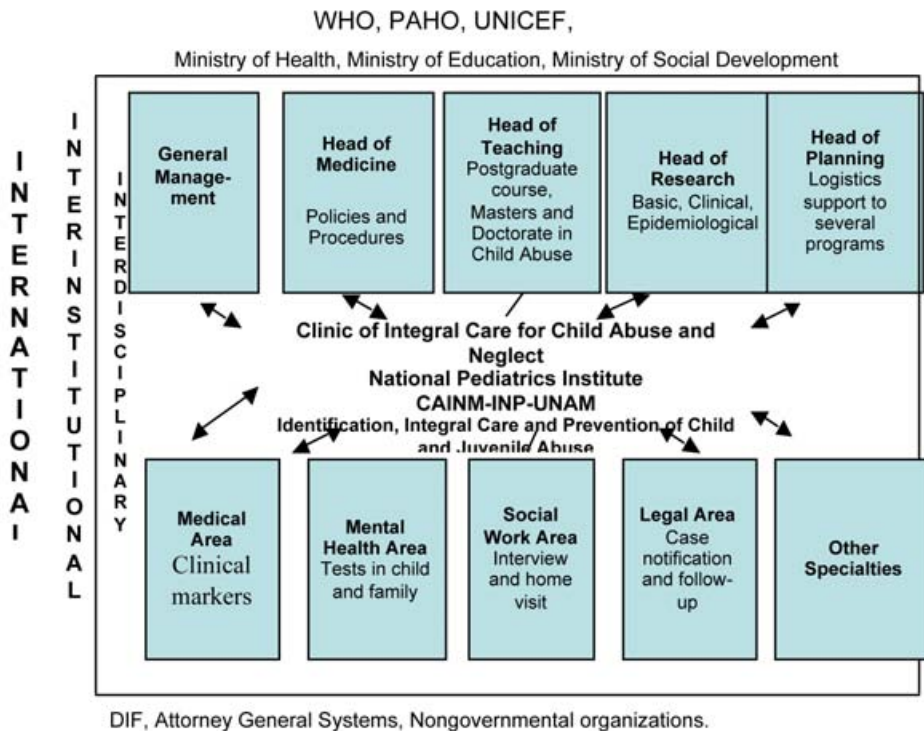 WHO, PAHO, UNICEF,
Ministry of Health, Ministry of Education, Ministry of Social Development
INTERNATIONAl
INTERINSTITUTIONAL
INTERDISCIPLINARY
General
Manage-
ment
Head of
Medicine
Policies and
Procedures
Head of
Teaching
Postgraduate
course,
Masters and
Doctorate in
Child Abuse
Head of
Research
Basic, Clinical,
Epidemiological
Head of
Planning
Logistics
support to
several
programs
Clinic of Integral Care for Child Abuse and
Neglect
National Pediatrics Institute
CAINM-INP-UNAM
Identification, Integral Care and Prevention of Child
and Juvenile Abuse
Medical
Area
Clinical
markers
Mental
Health Area
Tests in child
and family
Social
Work Area
Interview
and home
visit
Legal Area
Case
notification
and follow-
up
Other
Specialties
DIF, Attorney General Systems, Nongovernmental organizations.